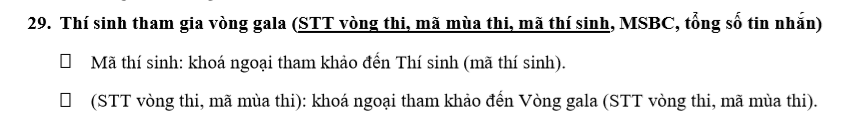 29. Thí sinh tham gia vòng gala (STT vòng thi, mã mùa thi, mã thí sinh, MSBC, tổng số tin nhắn)
☐ Mã thí sinh: khoá ngoại tham khảo đến Thí sinh (mã thí sinh).
☐ (STT vòng thi, mã mùa thi): khoá ngoại tham khảo đến Vòng gala (STT vòng thi, mã mùa thi).